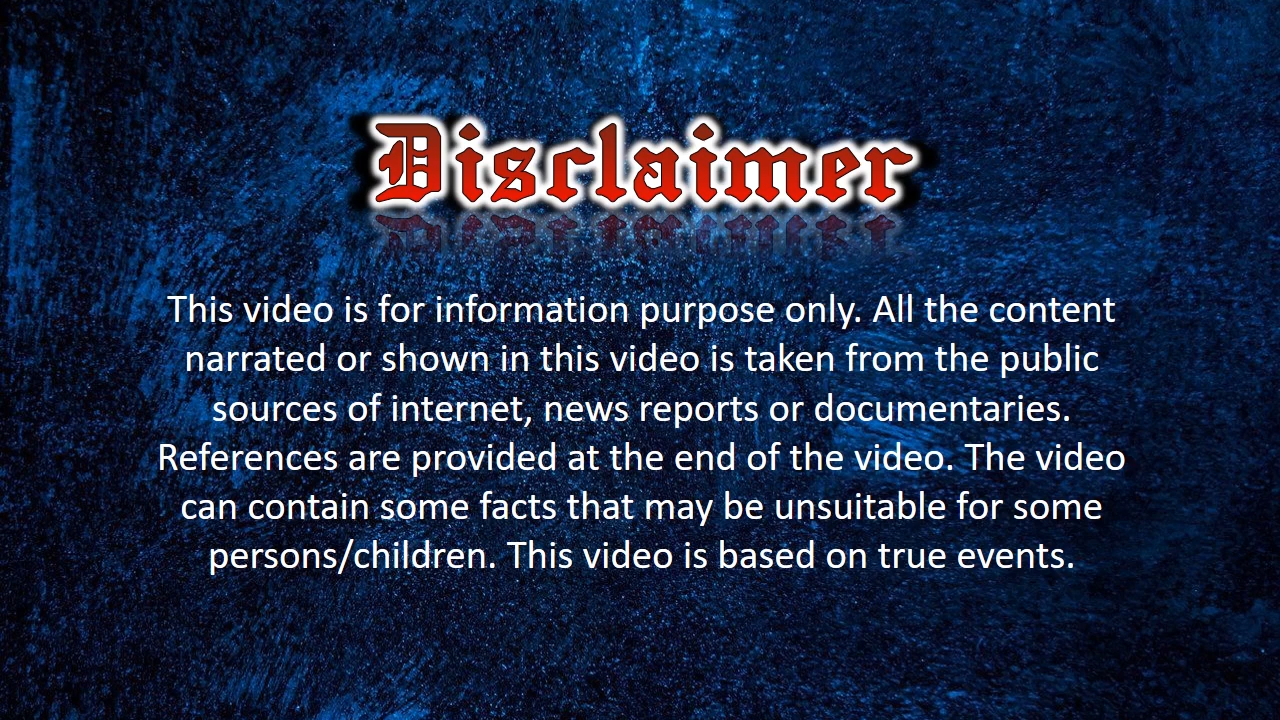 Disclaimer
This video is for information purpose only. All the content
narrated or shown in this video is taken from the public
sources of internet, news reports or documentaries.
References are provided at the end of the video. The video
can contain some facts that may be unsuitable for some
persons/children. This video is based on true events.